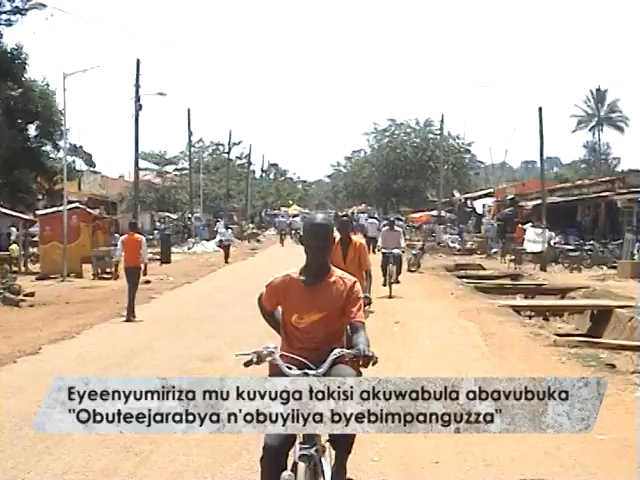 Eyeenyumiriza mu kuvuga takisi akuwabula abavubuka
"Obuteejarabya n'obuyiiya byebimpanguzza"